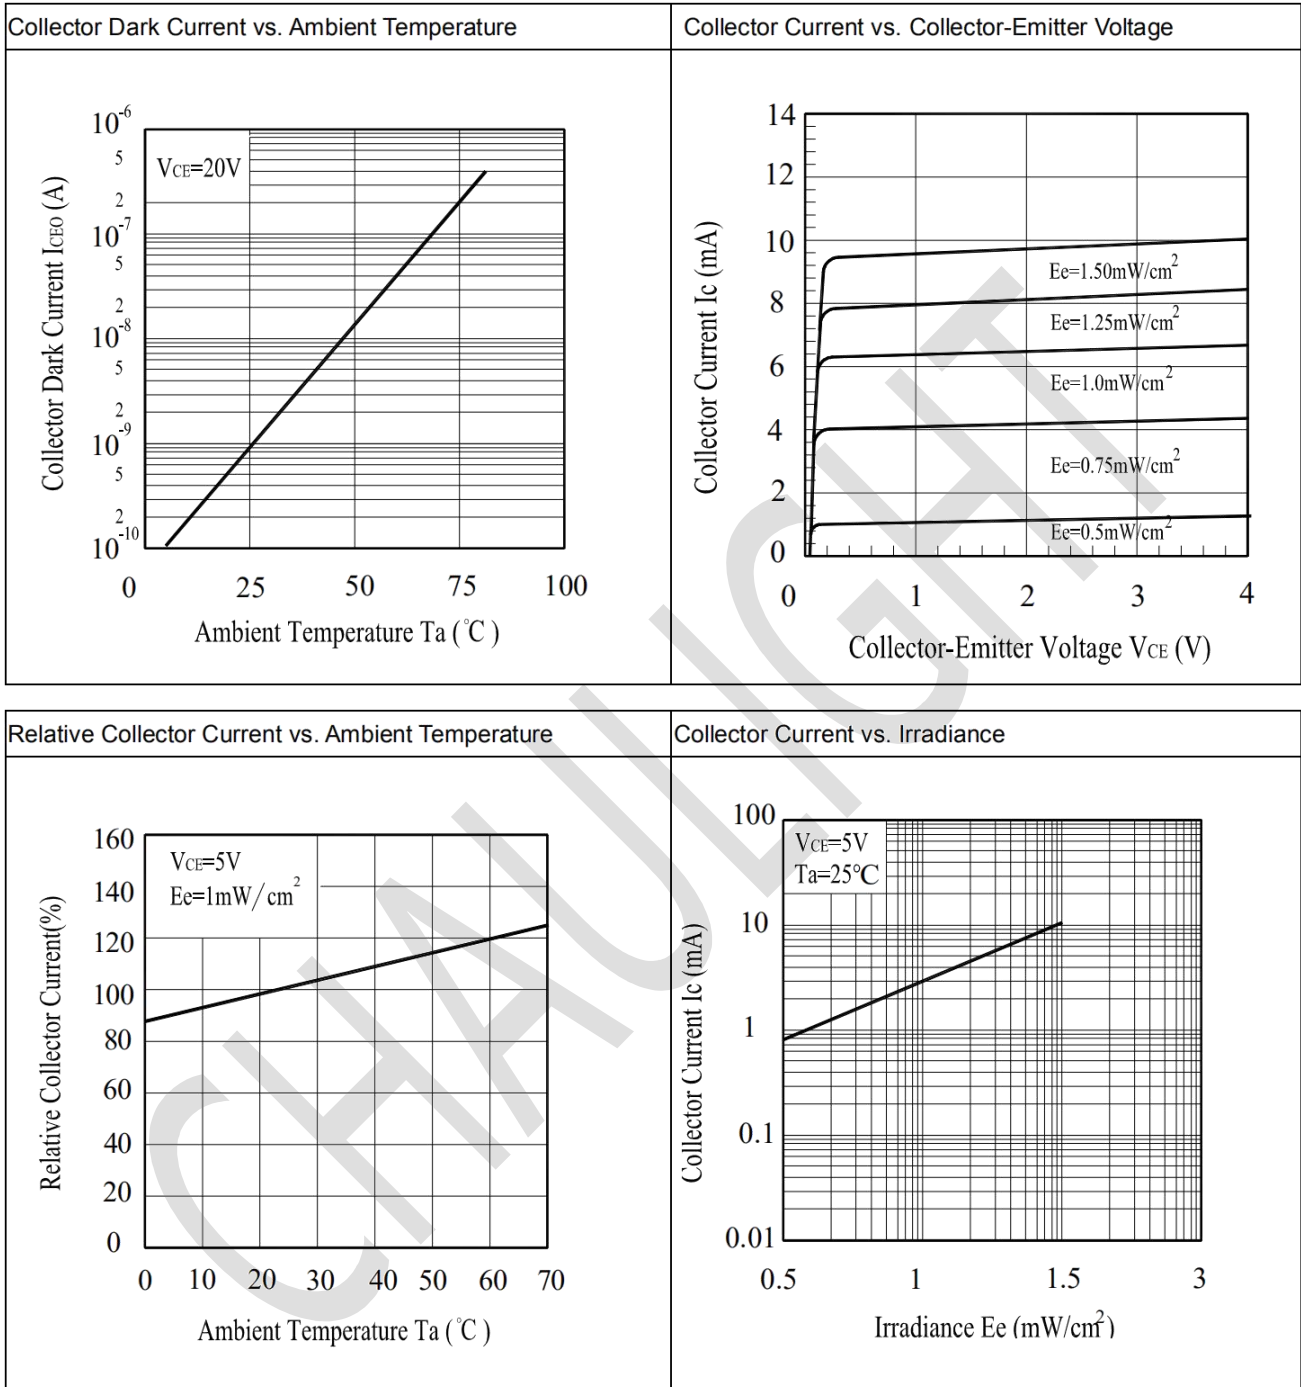 Collector Dark Current vs. Ambient Temperature
Collector Current vs. Collector-Emitter Voltage
Collector Dark Current ICEO (A)
10-6
5
2
10-7
5
2
10-8
5
2
10-9
5
2
10-10
VCE=20V
0 25 50 75 100
Ambient Temperature Ta (℃)
Collector Current Ic (mA)
14
12
10
8
6
4
2
0
Ee=1.50mW/cm2
Ee=1.25mW/cm2
Ee=1.0mW/cm2
Ee=0.75mW/cm2
Ee=0.5mW/cm2
0 1 2 3 4
Collector-Emitter Voltage VCE (V)
Relative Collector Current vs. Ambient Temperature
Collector Current vs. Irradiance
Relative Collector Current(%)
160
140
120
100
80
60
40
20
0
VCE=5V
Ee=1mW/cm2
0 10 20 30 40 50 60 70
Ambient Temperature Ta (℃)
Collector Current Ic (mA)
100
10
1
0.1
0.01
VCE=5V
Ta=25℃
0.5 1 1.5 3
Irradiance Ee (mW/cm2)
CHAULIGHT